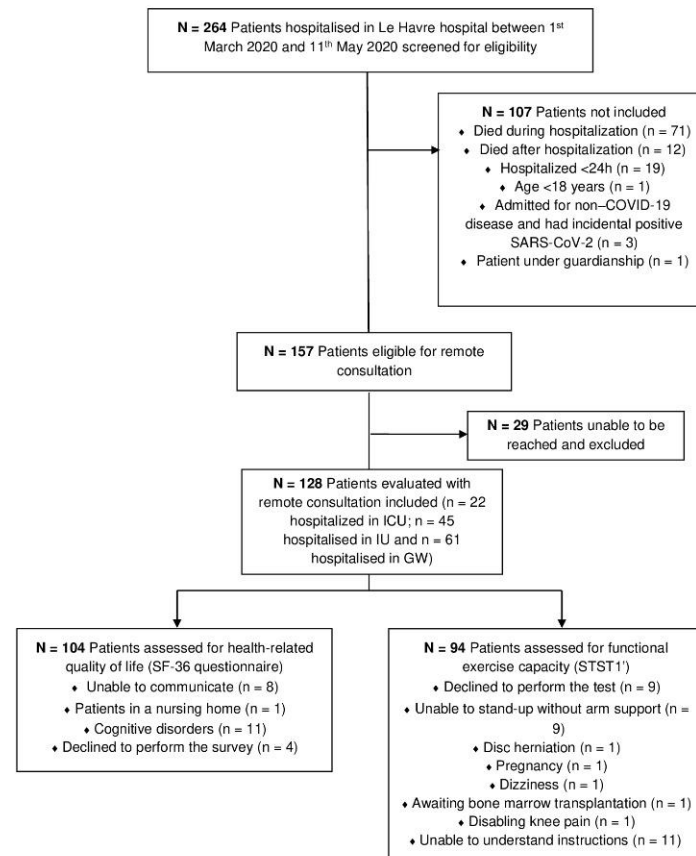 N = 264 Patients hospitalised in Le Havre hospital between 1st
March 2020 and 11th May 2020 screened for eligibility
N = 107 Patients not included
♦ Died during hospitalization (n = 71)
♦ Died after hospitalization (n = 12)
♦ Hospitalized <24h (n = 19)
♦ Age <18 years (n = 1)
♦ Admitted for non–COVID-19
disease and had incidental positive
SARS-CoV-2 (n = 3)
♦ Patient under guardianship (n = 1)
N = 157 Patients eligible for remote
consultation
N = 29 Patients unable to be
reached and excluded
N = 128 Patients evaluated with
remote consultation included (n = 22
hospitalized in ICU; n = 45
hospitalised in IU and n = 61
hospitalised in GW)
N = 104 Patients assessed for health-related
quality of life (SF-36 questionnaire)
♦ Unable to communicate (n = 8)
♦ Patients in a nursing home (n = 1)
♦ Cognitive disorders (n = 11)
♦ Declined to perform the survey (n = 4)
N = 94 Patients assessed for functional
exercise capacity (STST1')
♦ Declined to perform the test (n = 9)
♦ Unable to stand-up without arm support (n =
9)
♦ Disc herniation (n = 1)
♦ Pregnancy (n = 1)
♦ Dizziness (n = 1)
♦ Awaiting bone marrow transplantation (n = 1)
♦ Disabling knee pain (n = 1)
♦ Unable to understand instructions (n = 11)